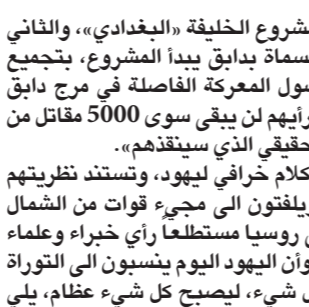 مشروع الخليفة «البغدادي»، والثاني
سماة بدابق يبدأ المشروع، بتجميع
سول المعركة الفاصلة في مرج دابق
رأيهم لن يبقى سوى 5000 مقاتل من
حقيقي الذي سينقذهم».
كلام خرافي ليهود، وتستند نظريتهم
يلفتون الى مجيء قوات من الشمال
روسيا مستطلعاً رأي خبراء وعلماء
وأن اليهود اليوم ينسبون الى التوراة
شيء، ليصبح كل شيء عظام، يلي